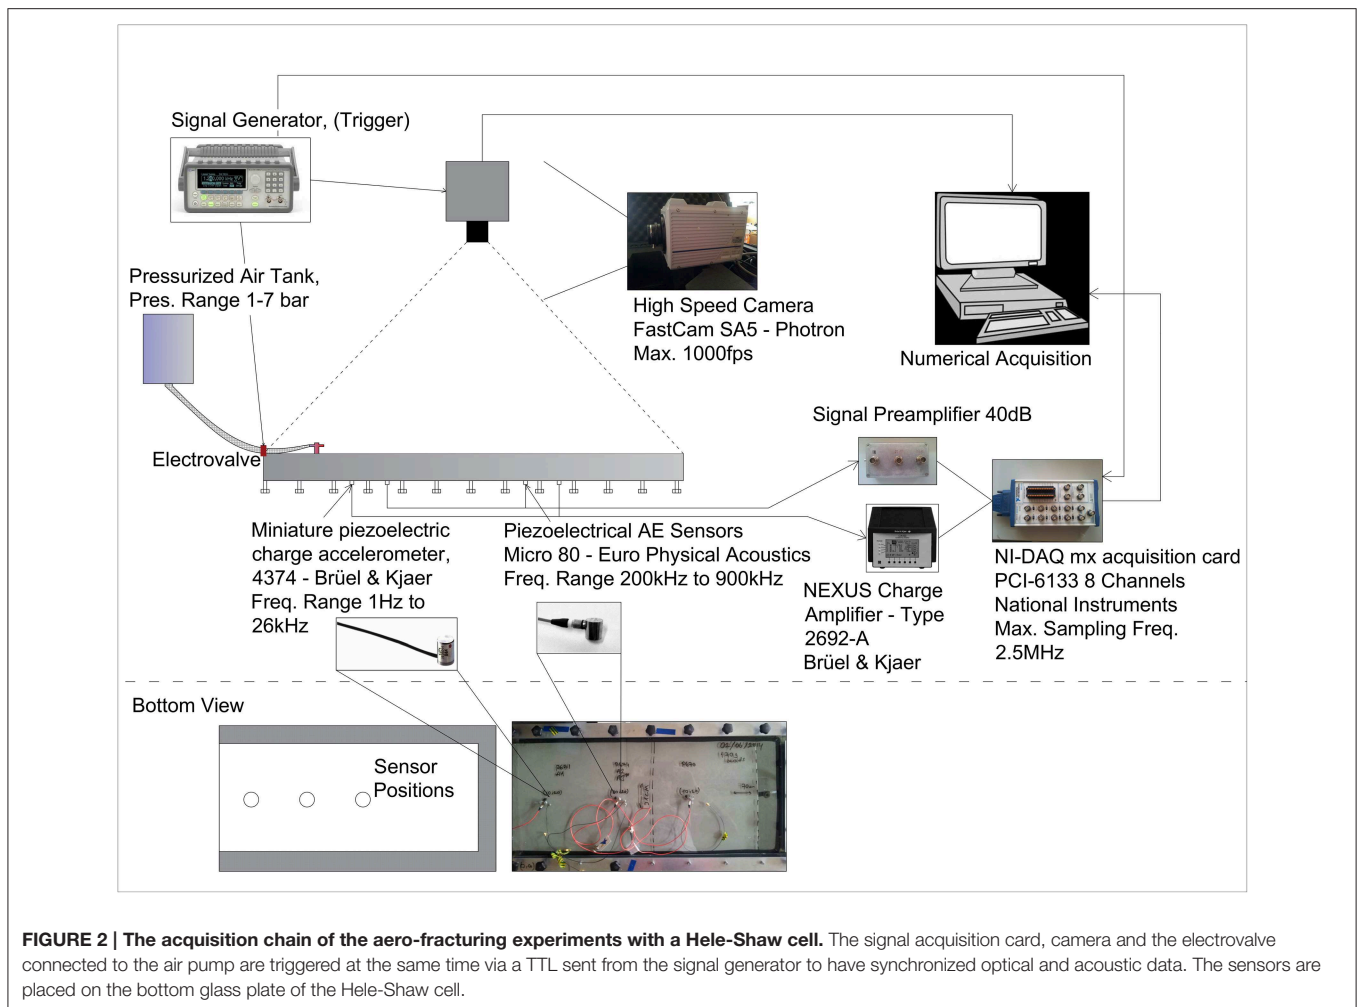 Signal Generator, (Trigger)
Pressurized Air Tank,
Pres. Range 1-7 bar
High Speed Camera
FastCam SA5 - Photron
Max. 1000fps
Numerical Acquisition
Signal Preamplifier 40dB
Electrovalve
Miniature piezoelectric
charge accelerometer,
4374 - Brüel & Kjaer
Freq. Range 1Hz to
26kHz
Piezoelectrical AE Sensors
Micro 80 - Euro Physical Acoustics
Freq. Range 200kHz to 900kHz
NEXUS Charge
Amplifier - Type
2692-A
Brüel & Kjaer
NI-DAQ mx acquisition card
PCI-6133 8 Channels
National Instruments
Max. Sampling Freq.
2.5MHz
Bottom View
Sensor
Positions
FIGURE 2 | The acquisition chain of the aero-fracturing experiments with a Hele-Shaw cell. The signal acquisition card, camera and the electrovalve
connected to the air pump are triggered at the same time via a TTL sent from the signal generator to have synchronized optical and acoustic data. The sensors are
placed on the bottom glass plate of the Hele-Shaw cell.